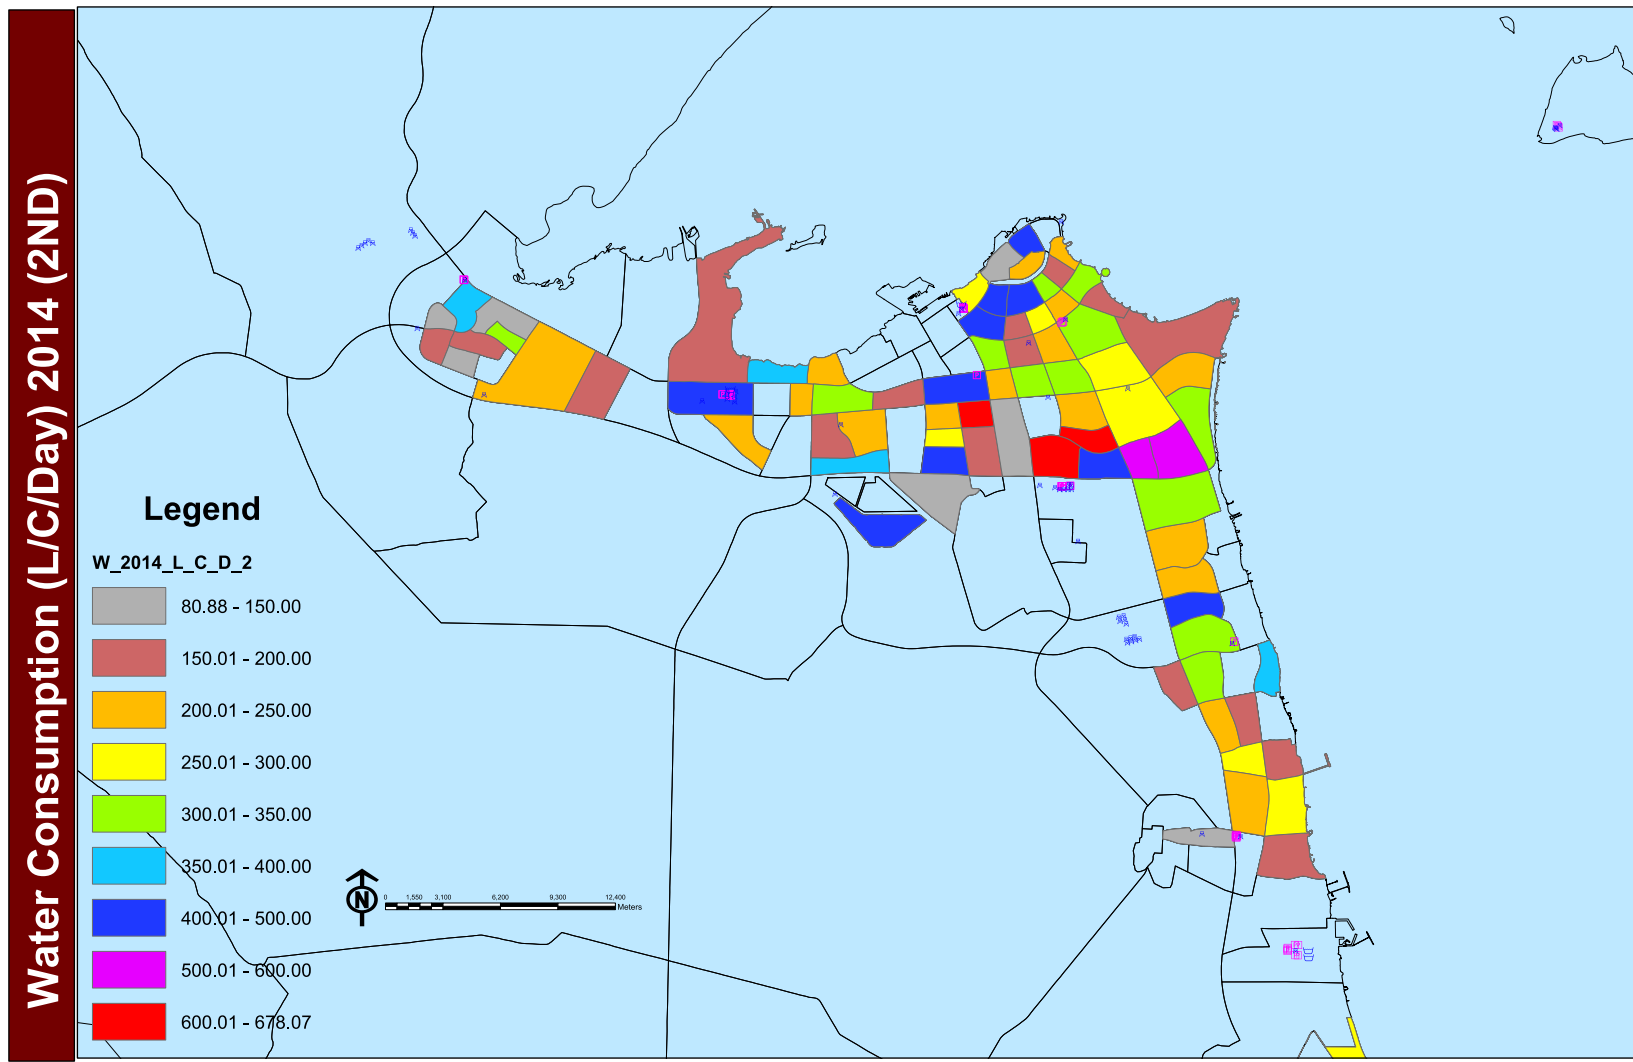 Water Consumption (L/C/Day) 2014 (2ND)
Legend
W_2014_L_C_D_2
80.88 - 150.00
150.01 - 200.00
200.01 - 250.00
250.01 - 300.00
300.01 - 350.00
350.01 - 400.00
400.01 - 500.00
500.01 - 600.00
600.01 - 678.07
N
0 1,550 3,100 6,200 9,300 12,400
Meters